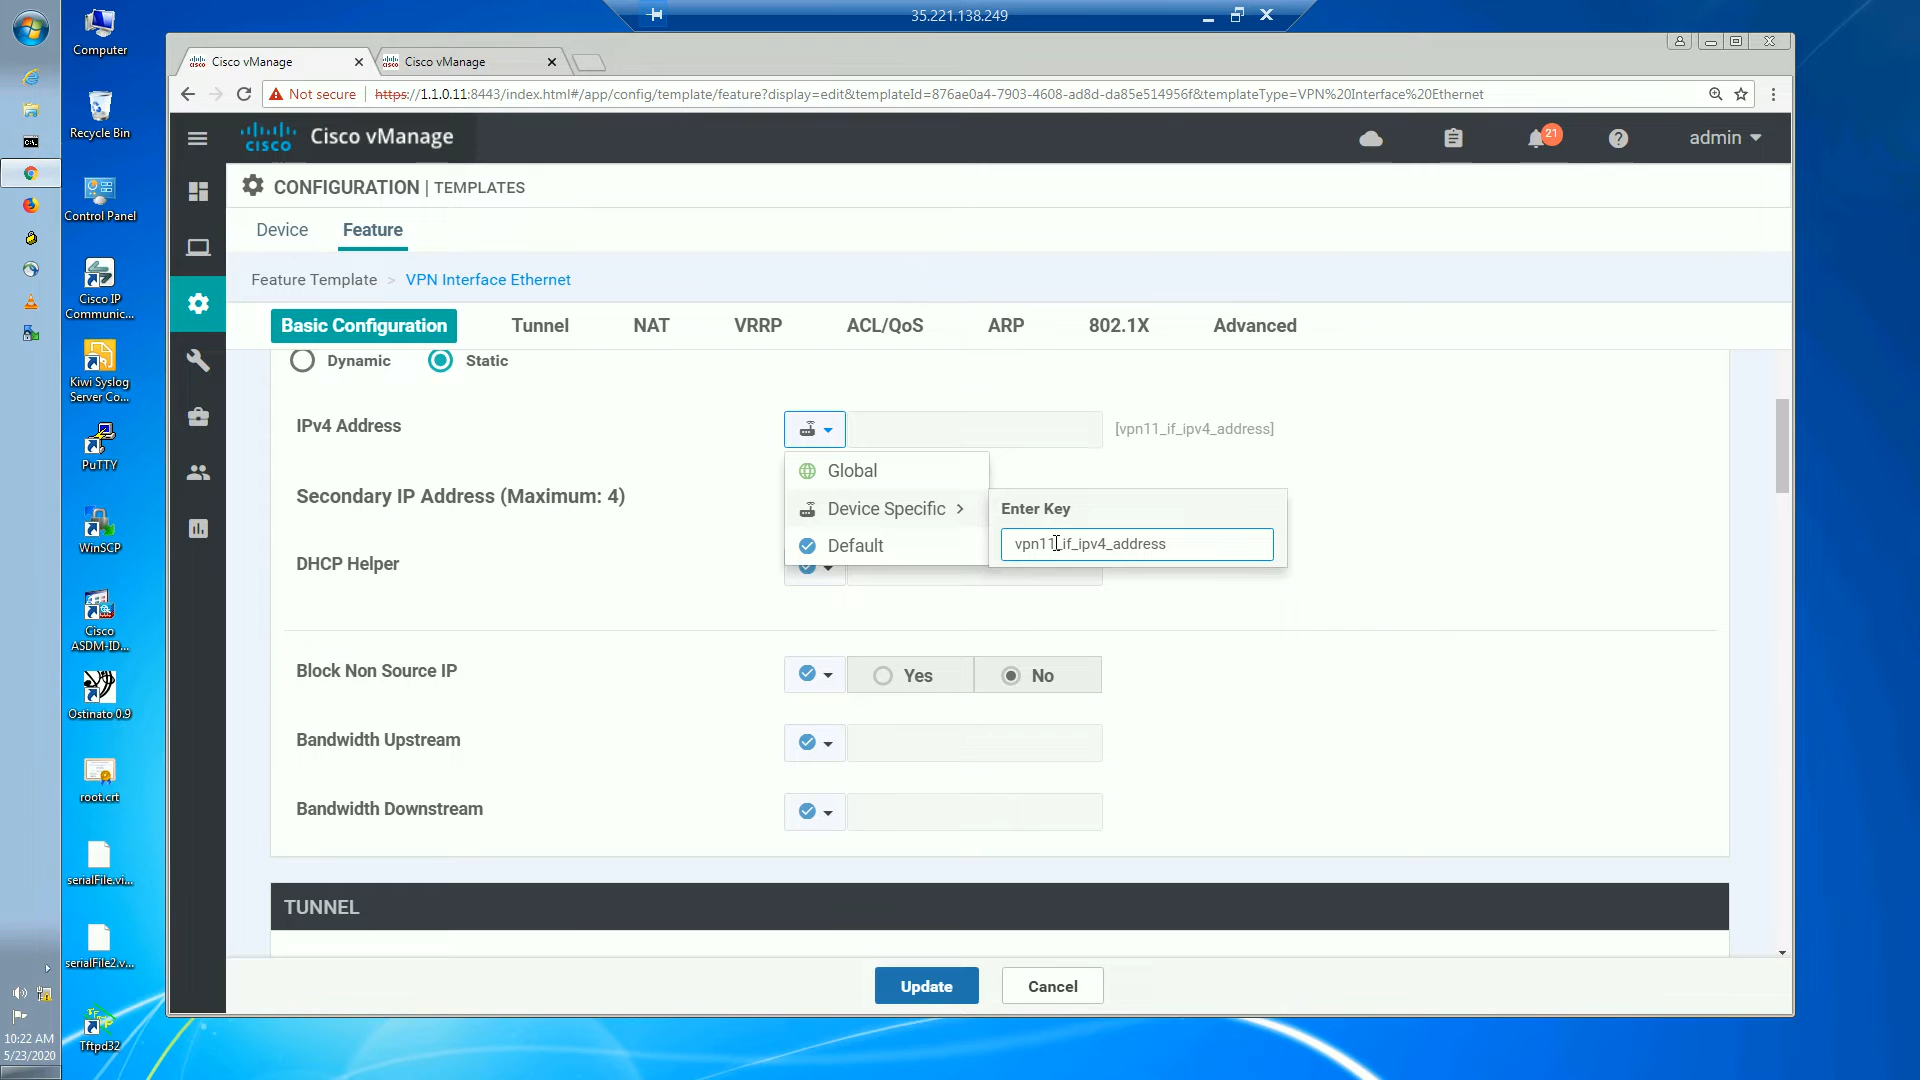 35.221.138.249
Computer
Recycle Bin
Control Panel
Cisco IP
Communic...
Kiwi Syslog
Server Co...
PuTTY
WinSCP
Cisco
ASDM-ID...
Ostinato 0.9
root.crt
serialFile.vi...
serialFile2.v...
Tftpd32
10:22 AM
5/23/2020
Cisco vManage
Cisco vManage
Not secure https://1.1.0.11:8443/index.html#/app/config/template/feature?display=edit&templateId=876ae0a4-7903-4608-ad8d-da85e514956f&templateType=VPN%20Interface%20Ethernet
cisco Cisco vManage
21
admin
CONFIGURATION | TEMPLATES
Device Feature
Feature Template > VPN Interface Ethernet
Basic Configuration Tunnel NAT VRRP ACL/QoS ARP 802.1X Advanced
Dynamic Static
IPv4 Address [vpn11_if_ipv4_address]
Global
Secondary IP Address (Maximum: 4)
Device Specific
Enter Key
Default
vpn11_if_ipv4_address
DHCP Helper
Block Non Source IP Yes No
Bandwidth Upstream
Bandwidth Downstream
TUNNEL
Update Cancel